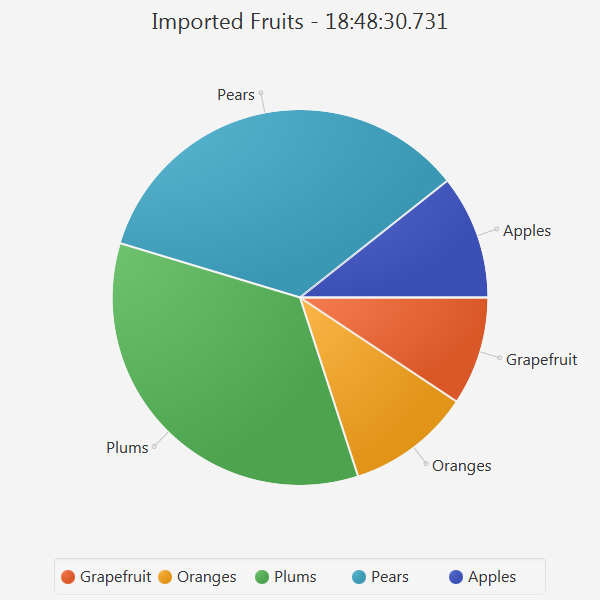 Imported Fruits - 18:48:30.731
Pears
Apples
Grapefruit
Plums
Oranges
Grapefruit Oranges Plums Pears Apples